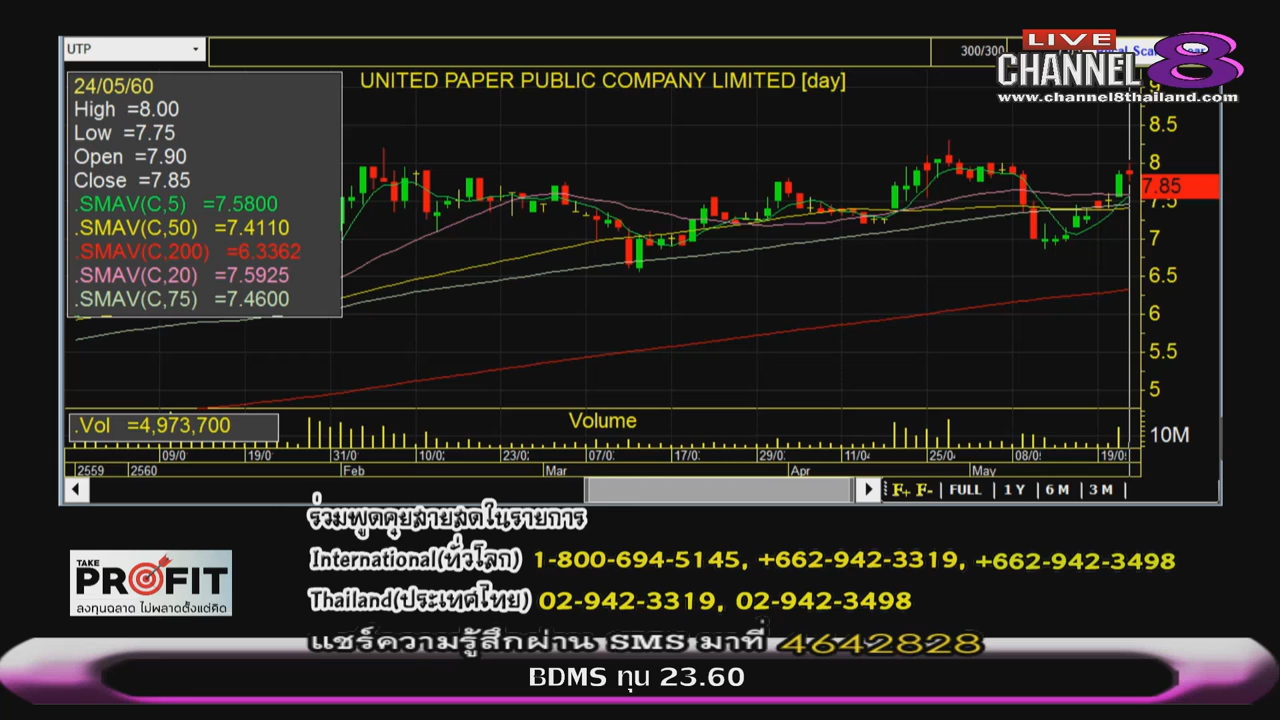 UTP
300/300
LIVE
CHANNEL 8
www.channel8thailand.com
UNITED PAPER PUBLIC COMPANY LIMITED [day]
24/05/60
High =8.00
Low =7.75
Open =7.90
Close =7.85
.SMAV(C,5) =7.5800
.SMAV(C,50) =7.4110
.SMAV(C,200) =6.3362
.SMAV(C,20) =7.5925
.SMAV(C,75) =7.4600
9
8.5
8
7.85
7.5
7
6.5
6
5.5
5
.Vol =4,973,700
Volume
10M
09/0 19/0 31/0 10/0 23/0 07/0 17/0 29/0 11/0 25/0 08/0 19/0
2559 2560 Feb Mar Apr May
F+ F- FULL 1 Y 6 M 3 M
ร่วมพูดคุยสายสดในรายการ
International(ทั่วโลก) 1-800-694-5145, +662-942-3319, +662-942-3498
Thailand(ประเทศไทย) 02-942-3319, 02-942-3498
TAKE PROFIT
ลงทุนฉลาด ไม่พลาดตั้งแต่คิด
แชร์ความรู้สึกผ่าน SMS มาที่ 4642828
BDMS ทุน 23.60